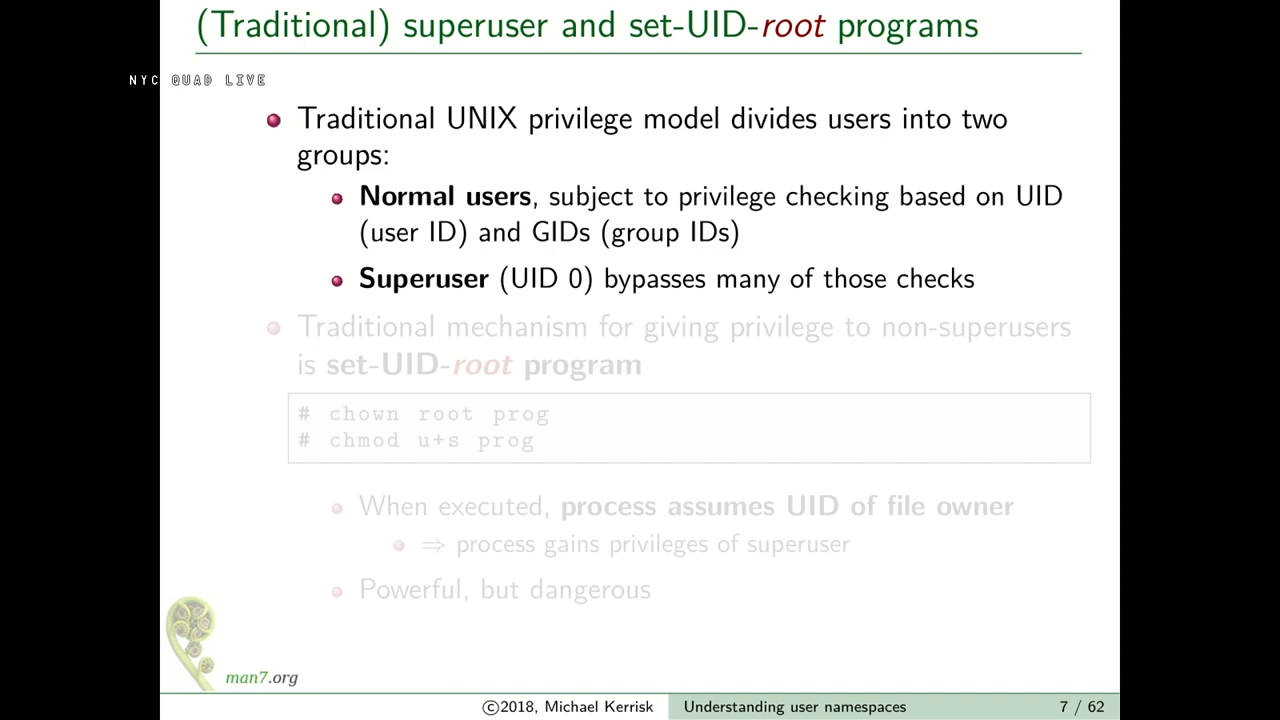 (Traditional) superuser and set-UID-root programs
NYC QUAD LIVE
Traditional UNIX privilege model divides users into two
groups:
Normal users, subject to privilege checking based on UID
(user ID) and GIDs (group IDs)
Superuser (UID 0) bypasses many of those checks
Traditional mechanism for giving privilege to non-superusers
is set-UID-root program
# chown root prog
# chmod u+s prog
When executed, process assumes UID of file owner
⇒ process gains privileges of superuser
Powerful, but dangerous
man7.org
©2018, Michael Kerrisk Understanding user namespaces 7 / 62